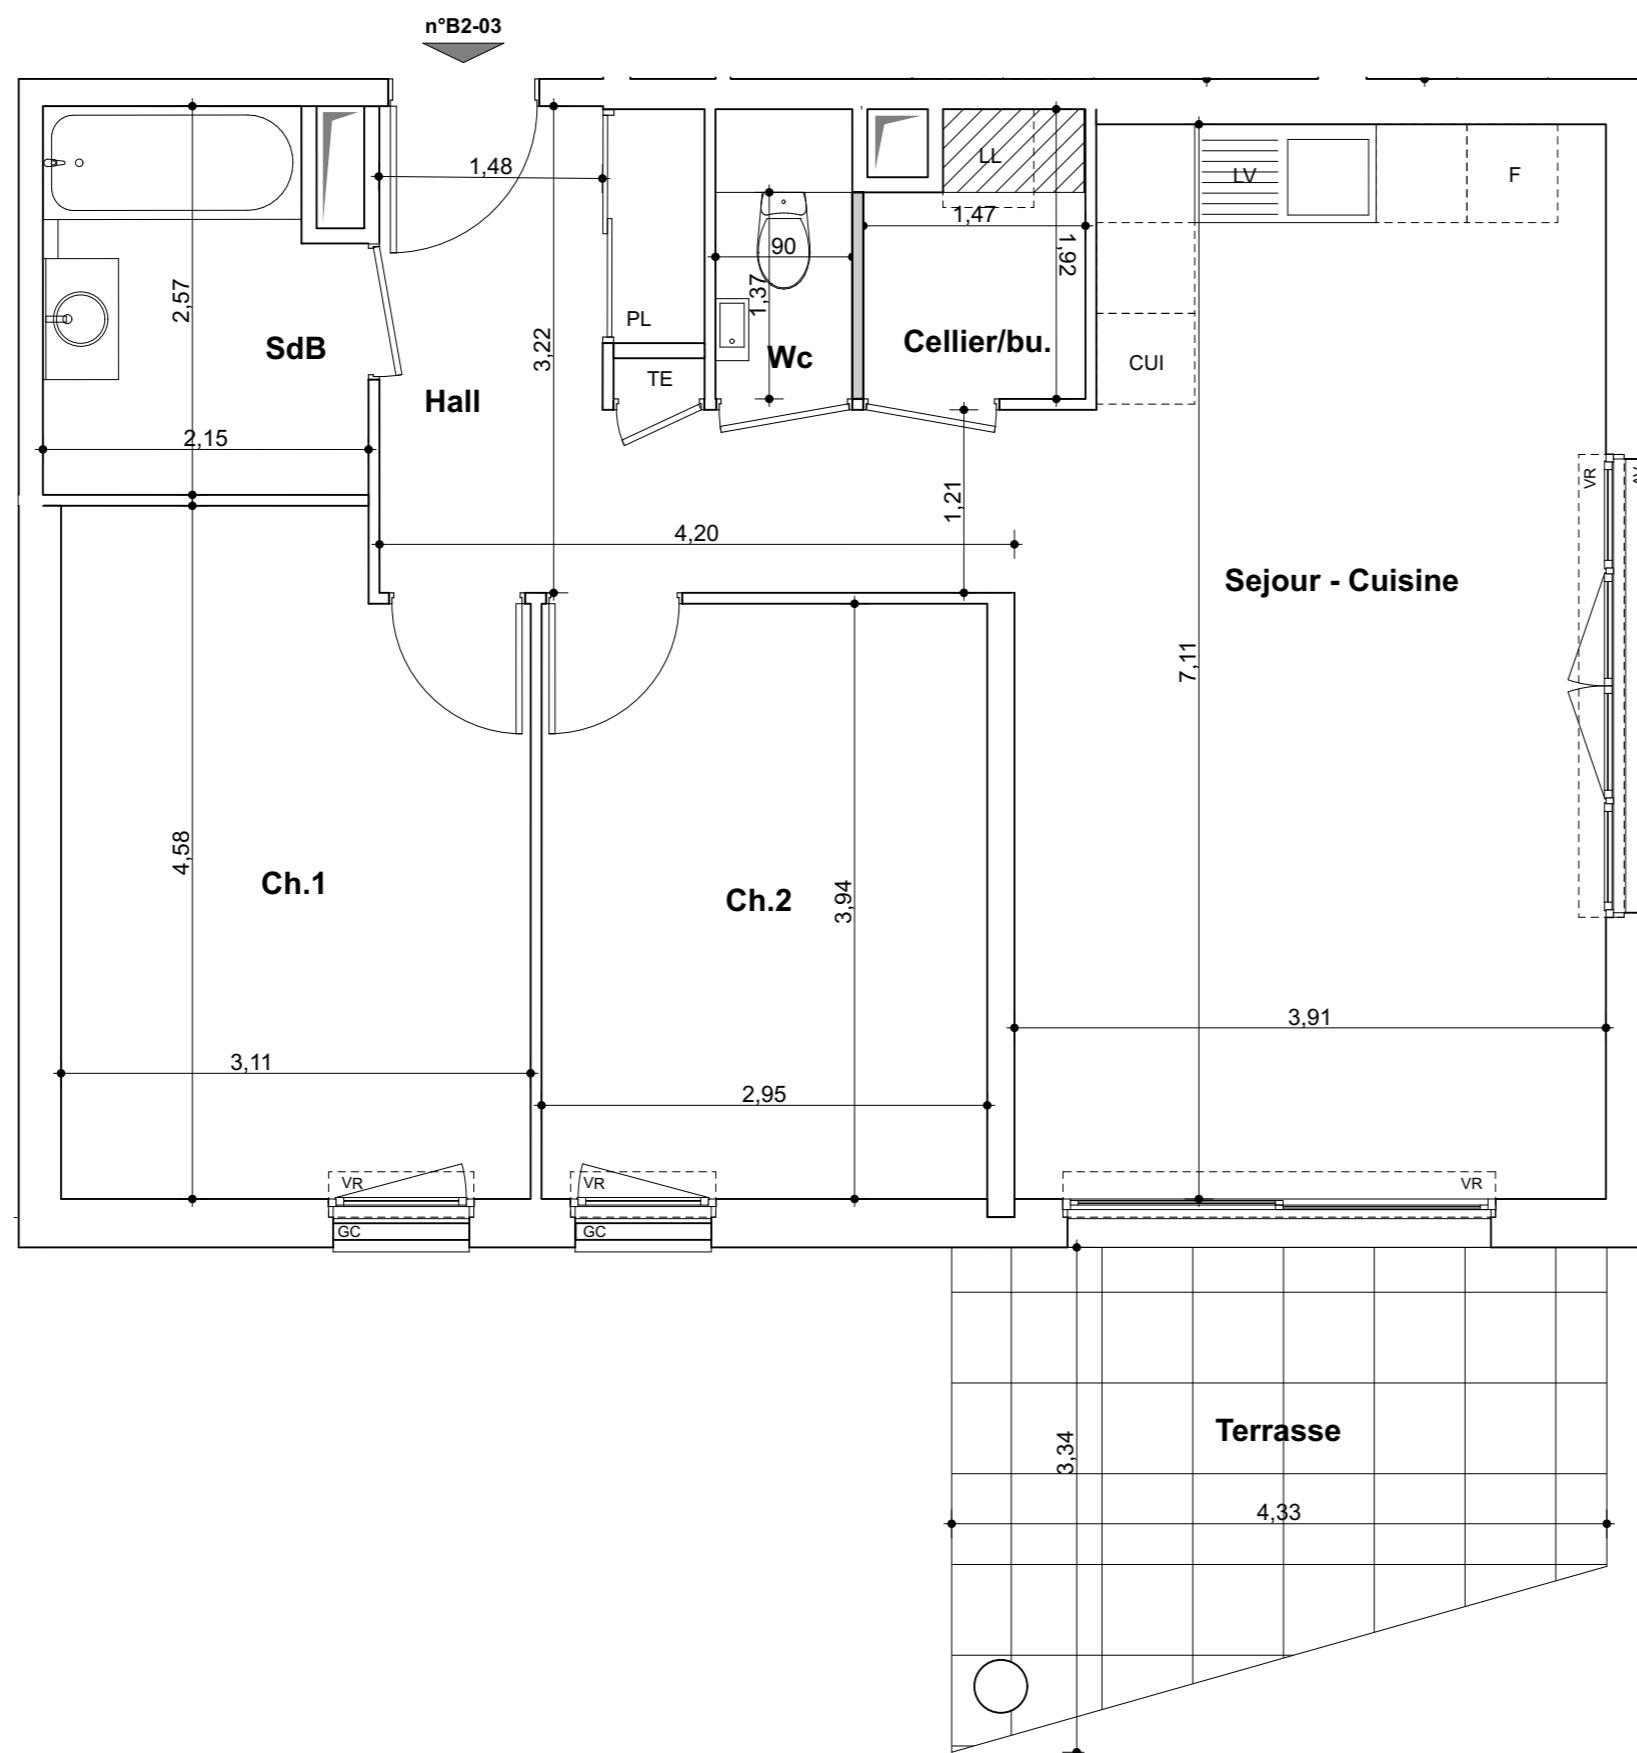 n°B2-03
1,48
LL
LV
F
1,47
90
1,92
1,37
2,57
PL
3,22
SdB
Wc
Cellier/bu.
CUI
TE
Hall
2,15
VR
1,21
4,20
Sejour - Cuisine
7,11
4,58
Ch.1
Ch.2
3,94
3,91
3,11
2,95
VR
VR
VR
GC
GC
Terrasse
3,34
4,33